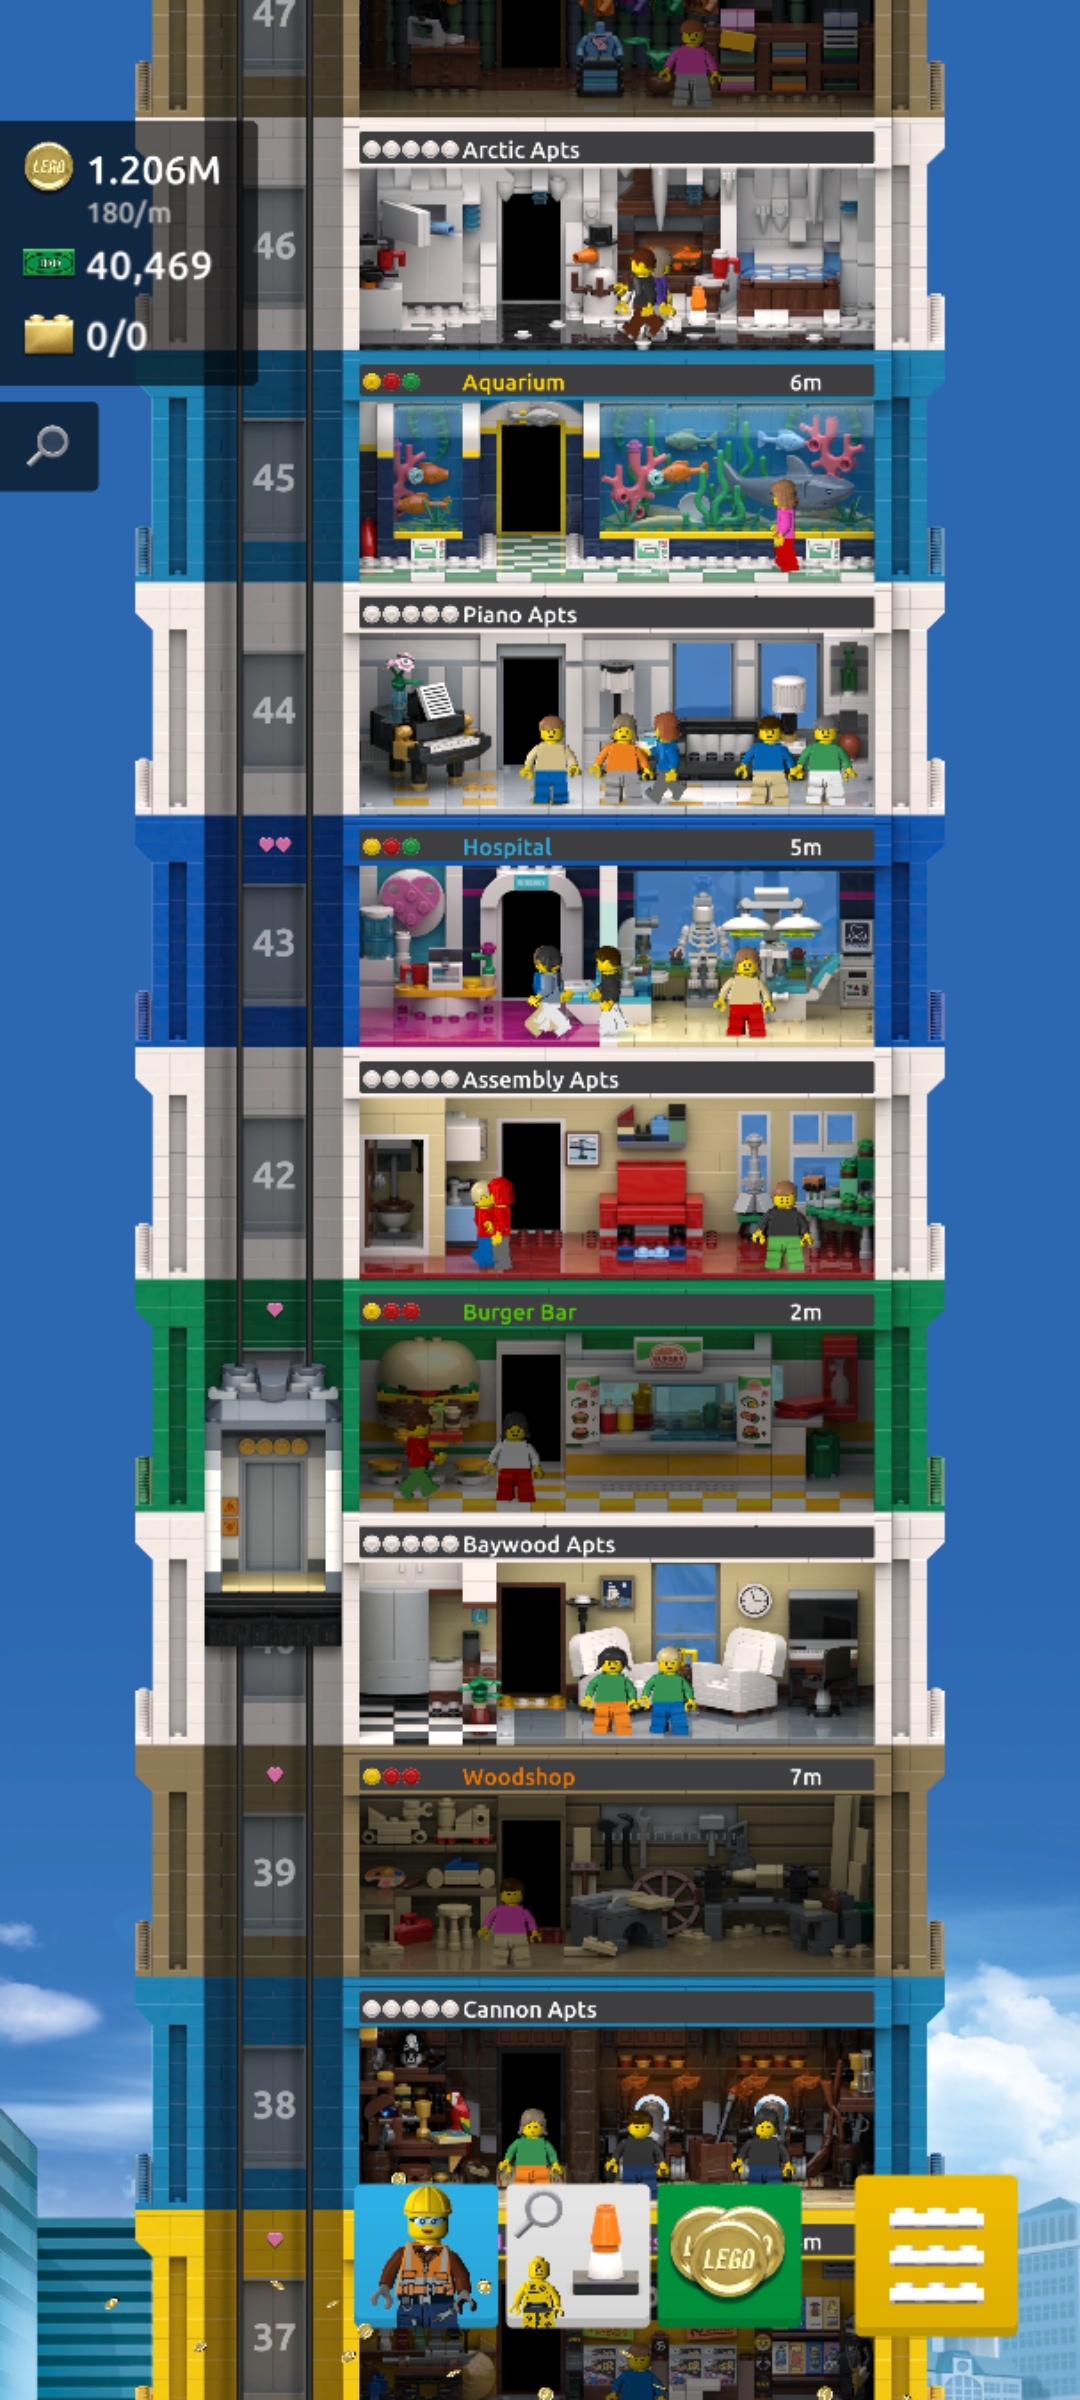 47
Arctic Apts
LEGO 1.206M
180/m
46
40,469
0/0
Aquarium 6m
45
Piano Apts
44
Hospital 5m
43
Assembly Apts
42
Burger Bar 2m
Baywood Apts
Woodshop 7m
39
Cannon Apts
38
LEGO
m
37